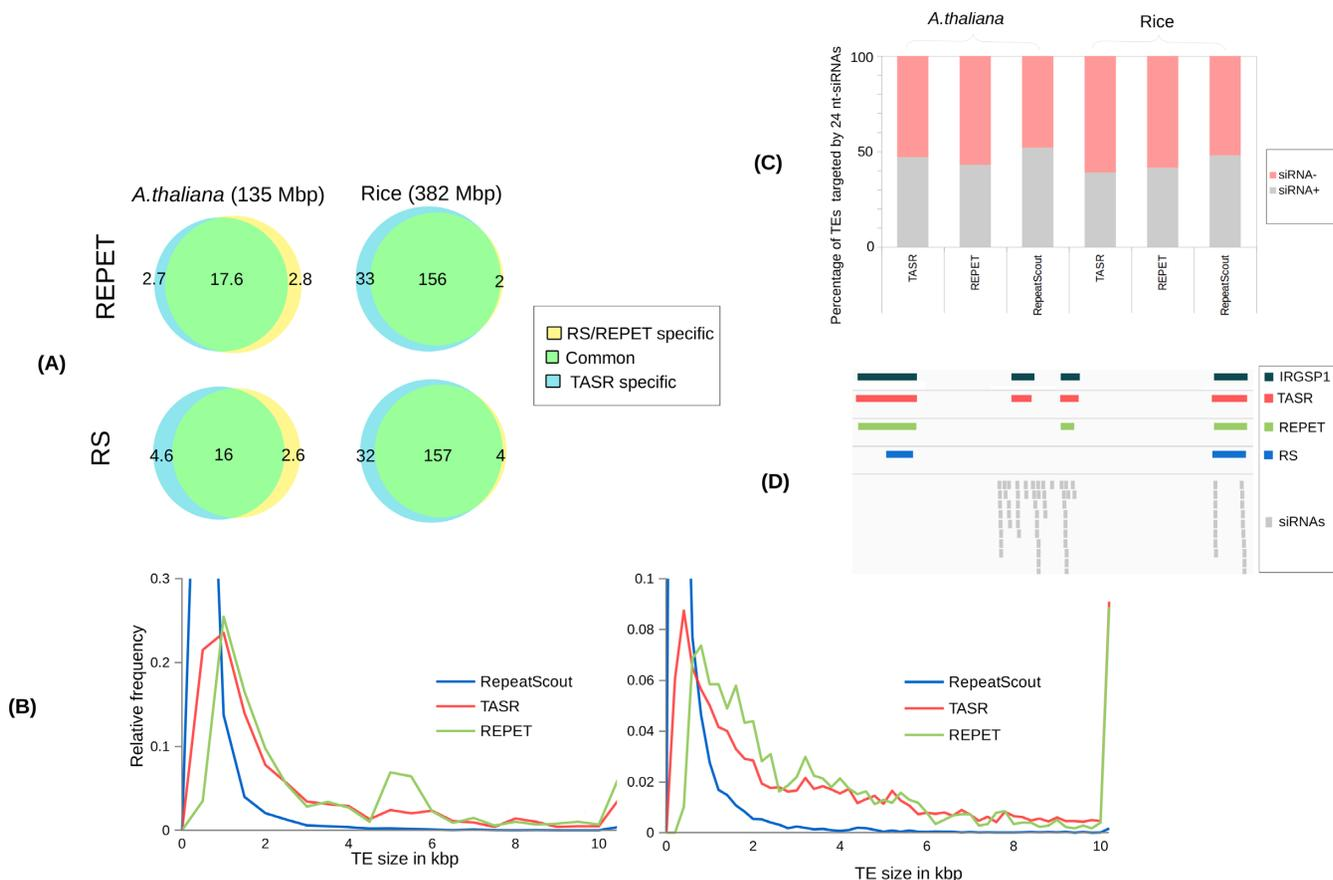 (A)
A.thaliana (135 Mbp)
Rice (382 Mbp)
REPET
2.7
17.6
2.8
33
156
2
RS
4.6
16
2.6
32
157
4
RS/REPET specific
Common
TASR specific
(B)
Relative frequency
0.3
0.2
0.1
0
0
2
4
6
8
10
TE size in kbp
RepeatScout
TASR
REPET
0.1
0.08
0.06
0.04
0.02
0
0
2
4
6
8
10
TE size in kbp
RepeatScout
TASR
REPET
(C)
A.thaliana
Rice
Percentage of TEs targeted by 24 nt-siRNAs
100
50
0
TASR
REPET
RepeatScout
TASR
REPET
RepeatScout
siRNA-
siRNA+
(D)
IRGSP1
TASR
REPET
RS
siRNAs